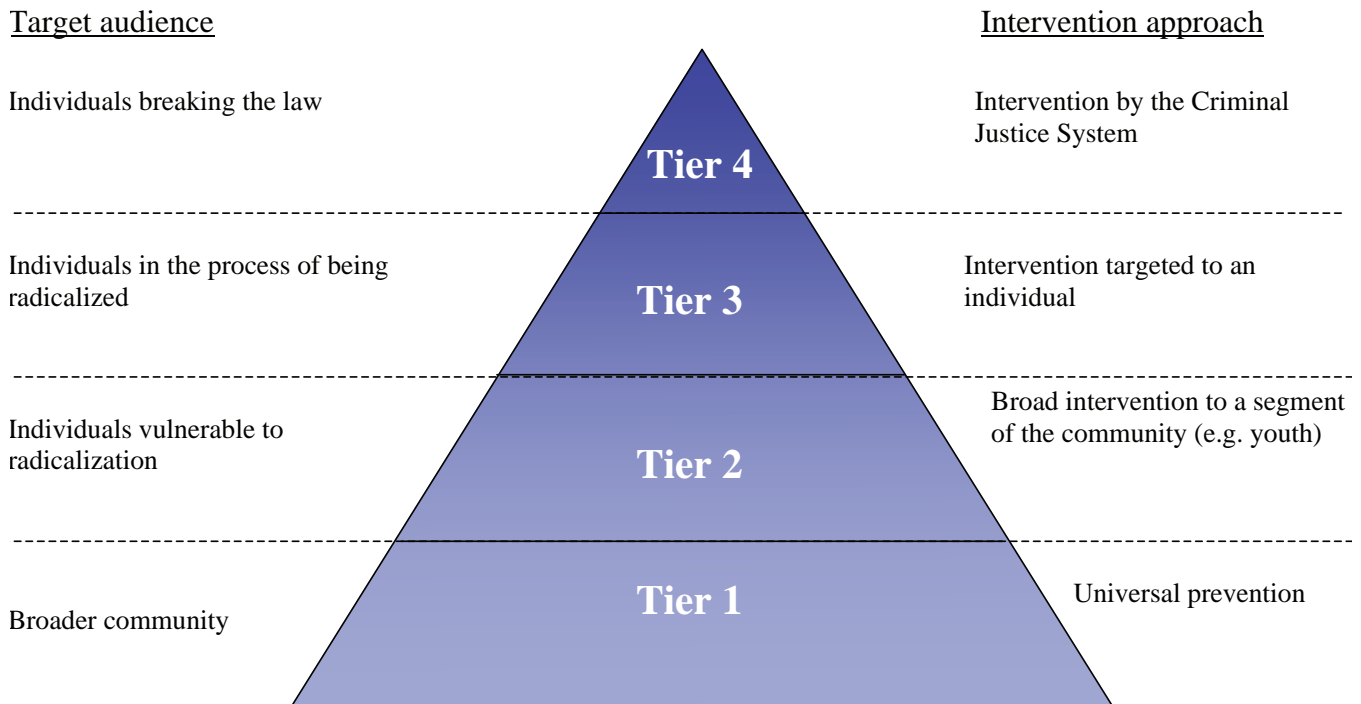 Target audience
Intervention approach
Individuals breaking the law
Intervention by the Criminal
Justice System
Tier 4
Individuals in the process of being
radicalized
Intervention targeted to an
individual
Tier 3
Individuals vulnerable to
radicalization
Broad intervention to a segment
of the community (e.g. youth)
Tier 2
Broader community
Universal prevention
Tier 1